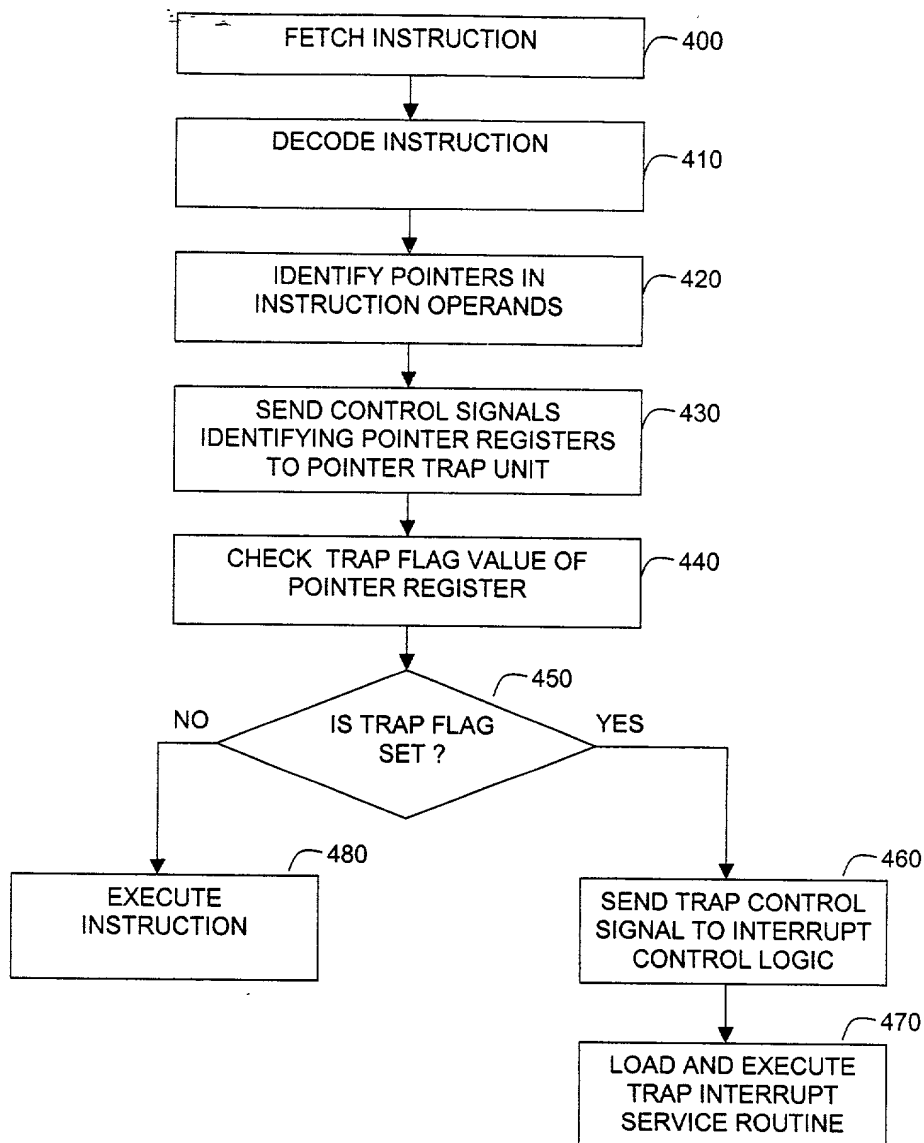 FETCH INSTRUCTION
400
DECODE INSTRUCTION
410
IDENTIFY POINTERS IN
INSTRUCTION OPERANDS
420
SEND CONTROL SIGNALS
IDENTIFYING POINTER REGISTERS
TO POINTER TRAP UNIT
430
CHECK TRAP FLAG VALUE OF
POINTER REGISTER
440
450
NO
IS TRAP FLAG
SET ?
YES
480
EXECUTE
INSTRUCTION
460
SEND TRAP CONTROL
SIGNAL TO INTERRUPT
CONTROL LOGIC
470
LOAD AND EXECUTE
TRAP INTERRUPT
SERVICE ROUTINE